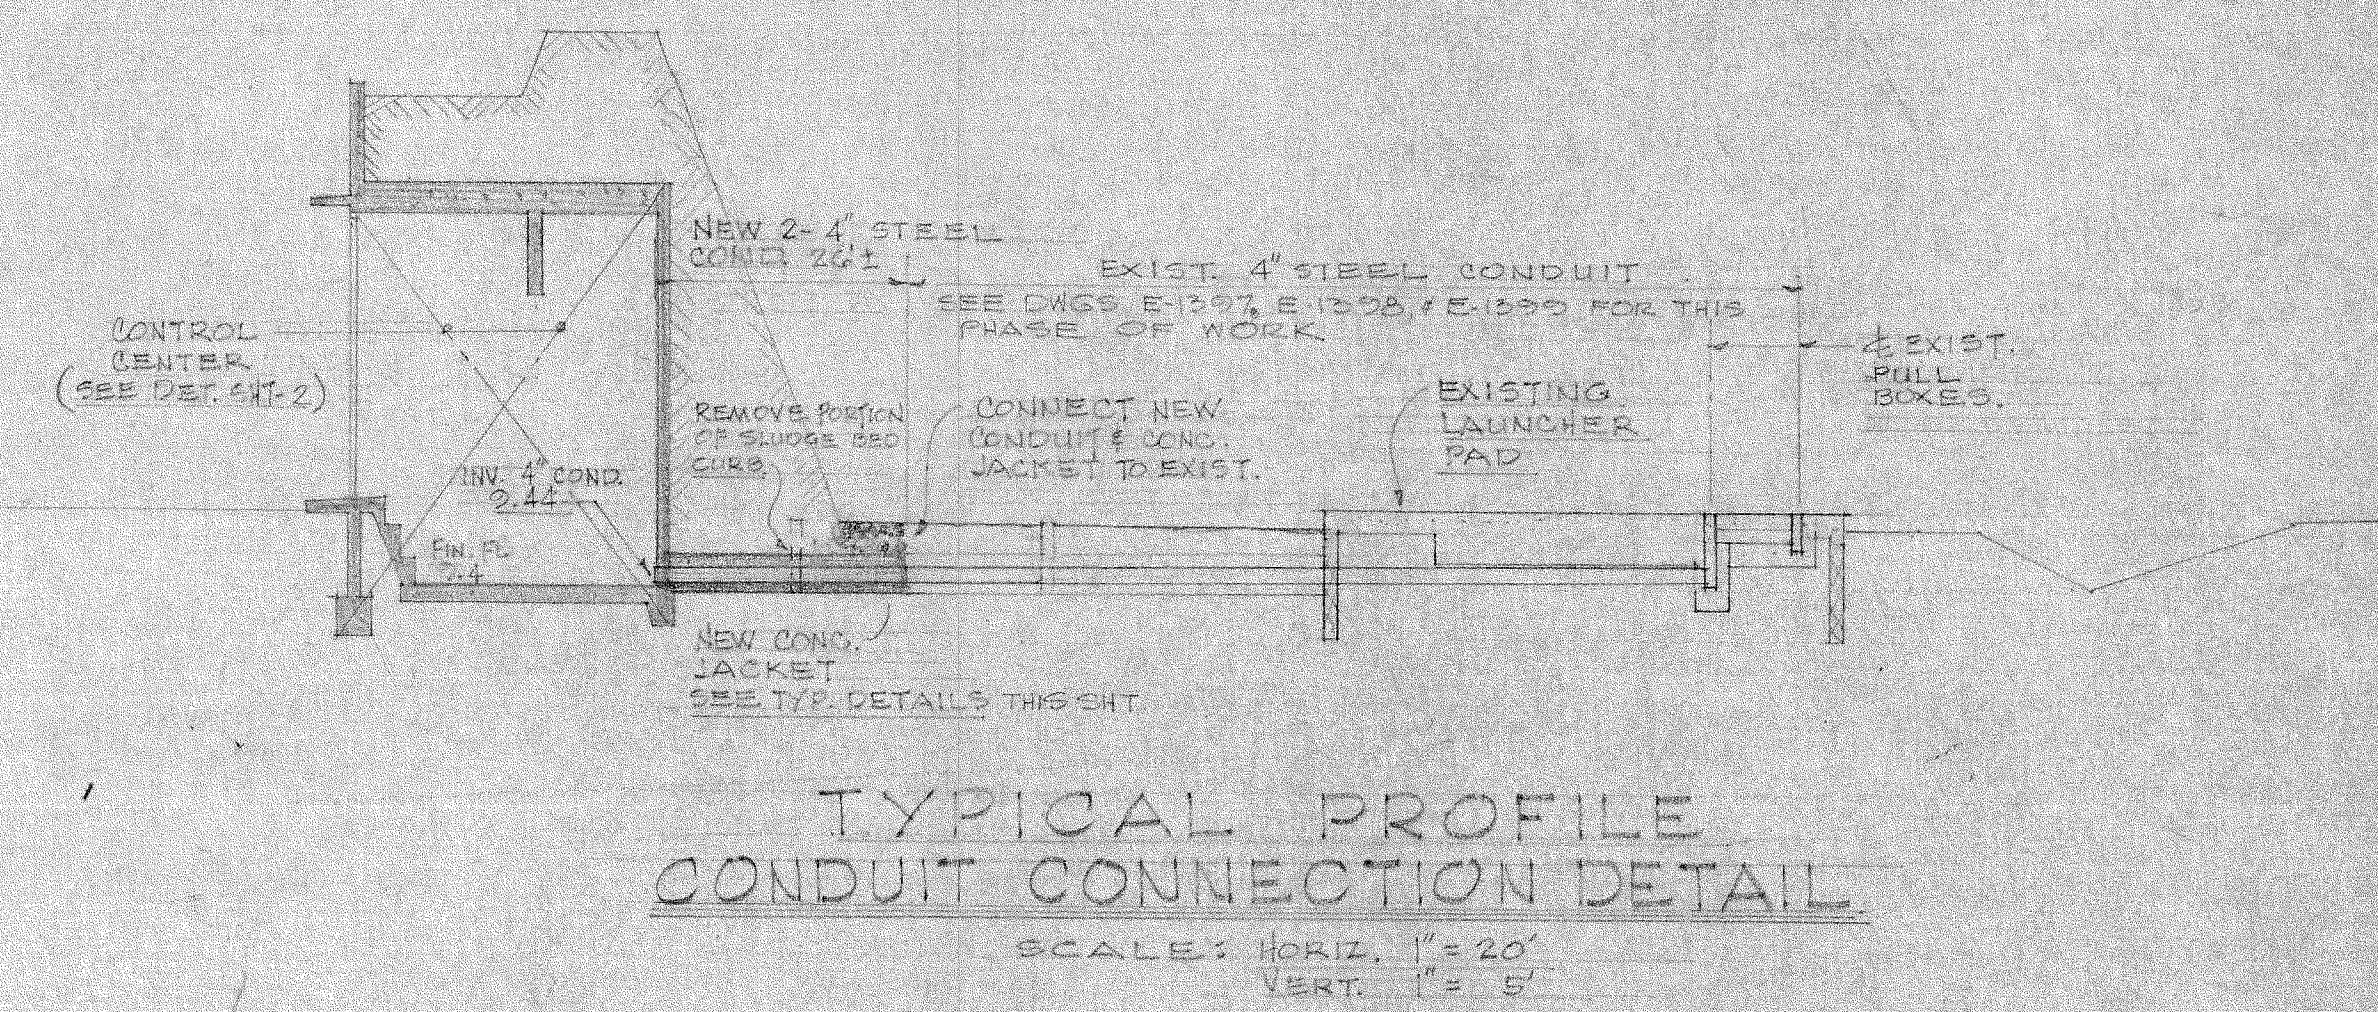 NEW 2- 4" STEEL
COND. 26'±
EXIST. 4" STEEL CONDUIT
SEE DWGS E-1397, E-1398, & E-1399 FOR THIS
PHASE OF WORK
CONTROL
CENTER
(SEE DET. SHT-2)
℄ EXIST.
PULL
BOXES.
REMOVE PORTION
OF SLUDGE BED
CURB.
CONNECT NEW
CONDUIT & CONC.
JACKET TO EXIST.
EXISTING
LAUNCHER
PAD
INV. 4" COND.
FIN. FL.
7.4
NEW CONC.
JACKET
SEE TYP. DETAILS THIS SHT.
TYPICAL PROFILE
CONDUIT CONNECTION DETAIL
SCALE: HORIZ. 1" = 20'
VERT. 1" = 5'